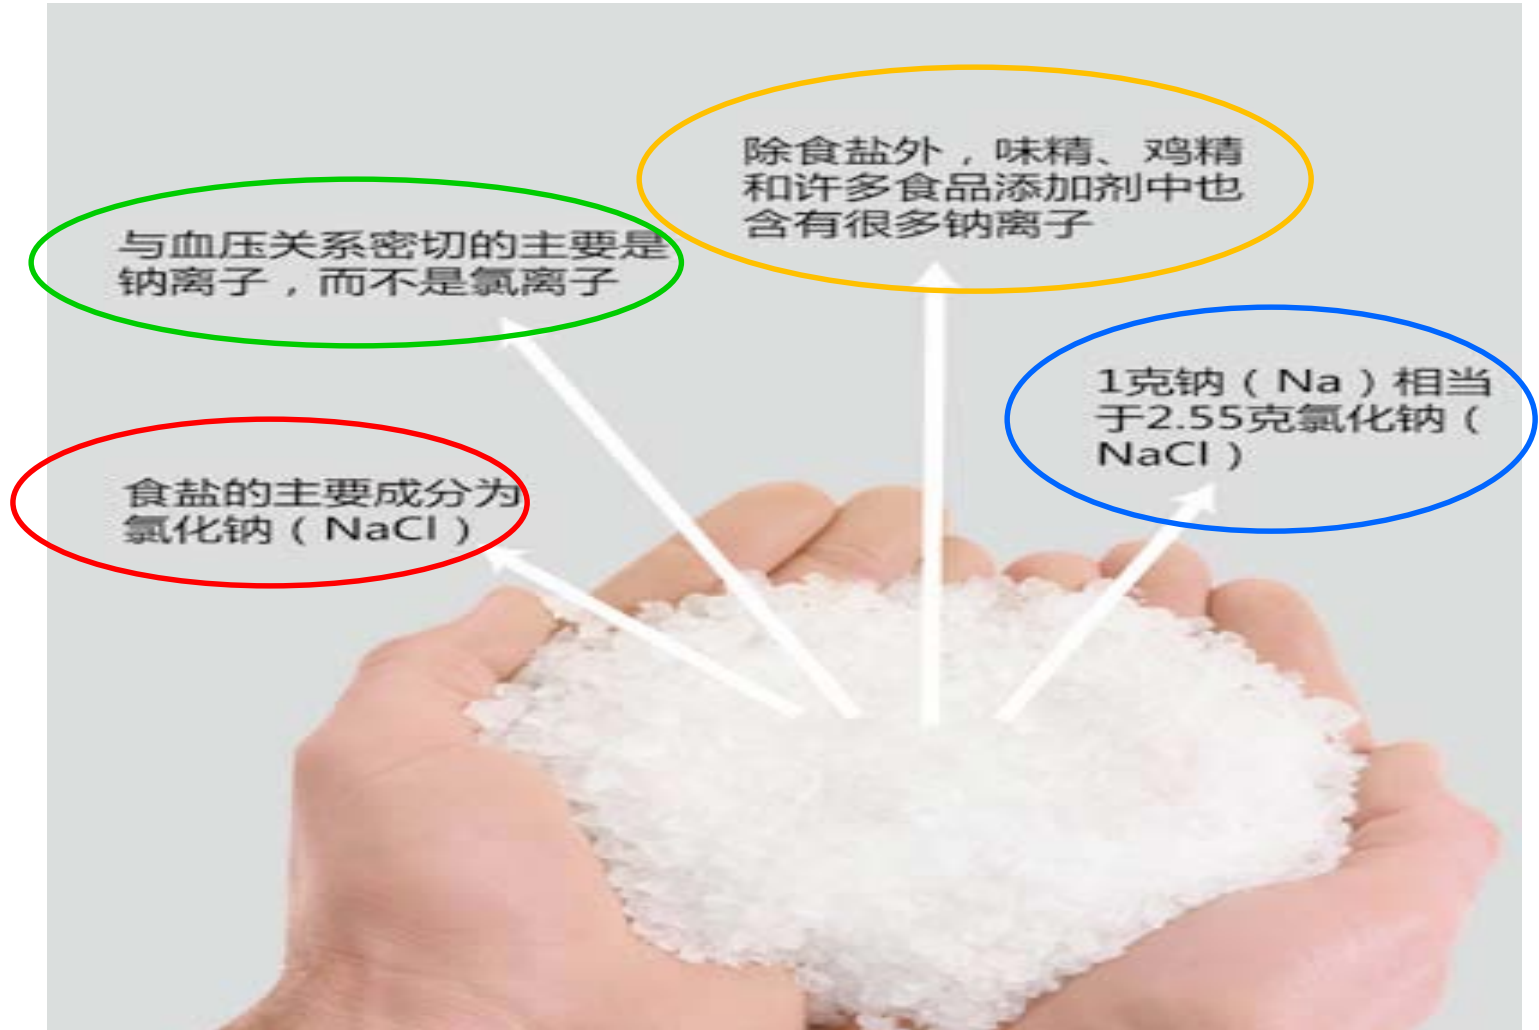 除食盐外，味精、鸡精
和许多食品添加剂中也
含有很多钠离子
与血压关系密切的主要是
钠离子，而不是氯离子
1克钠（Na）相当
于2.55克氯化钠（
NaCl）
食盐的主要成分为
氯化钠（NaCl）